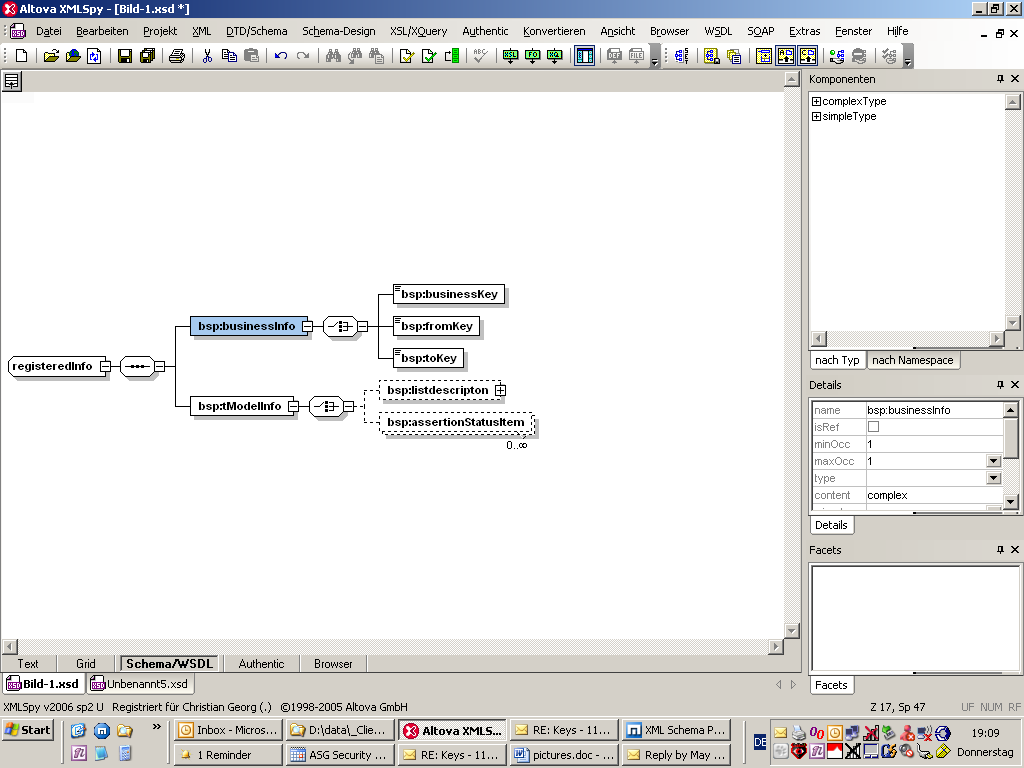 Altova XMLSpy - [Bild-1.xsd *]
Datei Bearbeiten Projekt XML DTD/Schema Schema-Design XSL/XQuery Authentic Konvertieren Ansicht Browser WSDL SOAP Extras Fenster Hilfe
Komponenten
complexType
simpleType
nach Typ nach Namespace
registeredInfo
bsp:businessInfo
bsp:businessKey
bsp:fromKey
bsp:toKey
bsp:tModelInfo
bsp:listdescripton
bsp:assertionStatusItem
0..∞
Details
name bsp:businessInfo
isRef
minOcc 1
maxOcc 1
type
content complex
Details
Facets
Facets
Text Grid Schema/WSDL Authentic Browser
Bild-1.xsd Unbenannt5.xsd
XMLSpy v2006 sp2 U Registriert für Christian Georg (.) ©1998-2005 Altova GmbH Z 17, Sp 47 UF NUM RF
Start » Inbox - Micros... D:\data\_Clie... Altova XMLS... RE: Keys - 11... XML Schema P... DE 19:09
1 Reminder ASG Security ... RE: Keys - 11... pictures.doc - ... Reply by May ... Donnerstag